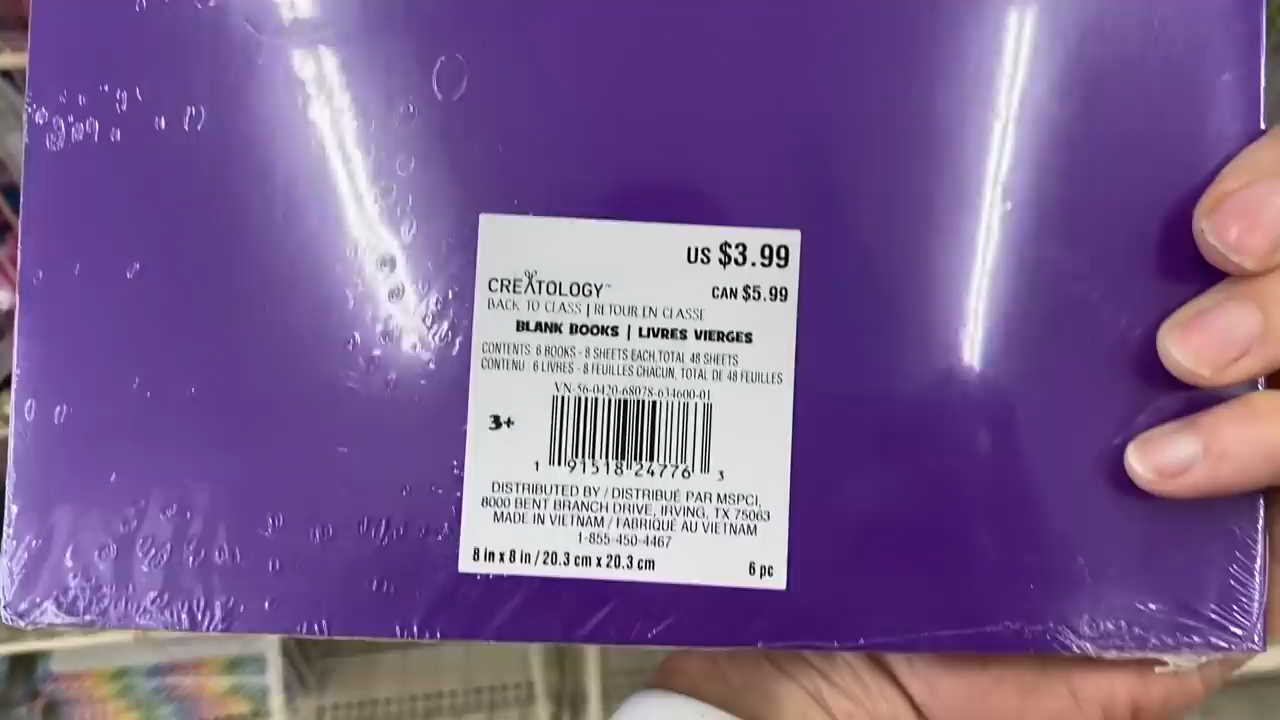 US $3.99
CREATOLOGY™
CAN $5.99
BACK TO CLASS | RETOUR EN CLASSE
BLANK BOOKS | LIVRES VIERGES
CONTENTS: 6 BOOKS - 8 SHEETS EACH,TOTAL 48 SHEETS
CONTENU : 6 LIVRES - 8 FEUILLES CHACUN, TOTAL DE 48 FEUILLES
VN-56-0420-68078-634600-01
3+
1 91518 24776 3
DISTRIBUTED BY / DISTRIBUÉ PAR MSPCI,
8000 BENT BRANCH DRIVE, IRVING, TX 75063
MADE IN VIETNAM / FABRIQUÉ AU VIETNAM
1-855-450-4467
8 in x 8 in / 20.3 cm x 20.3 cm
6 pc